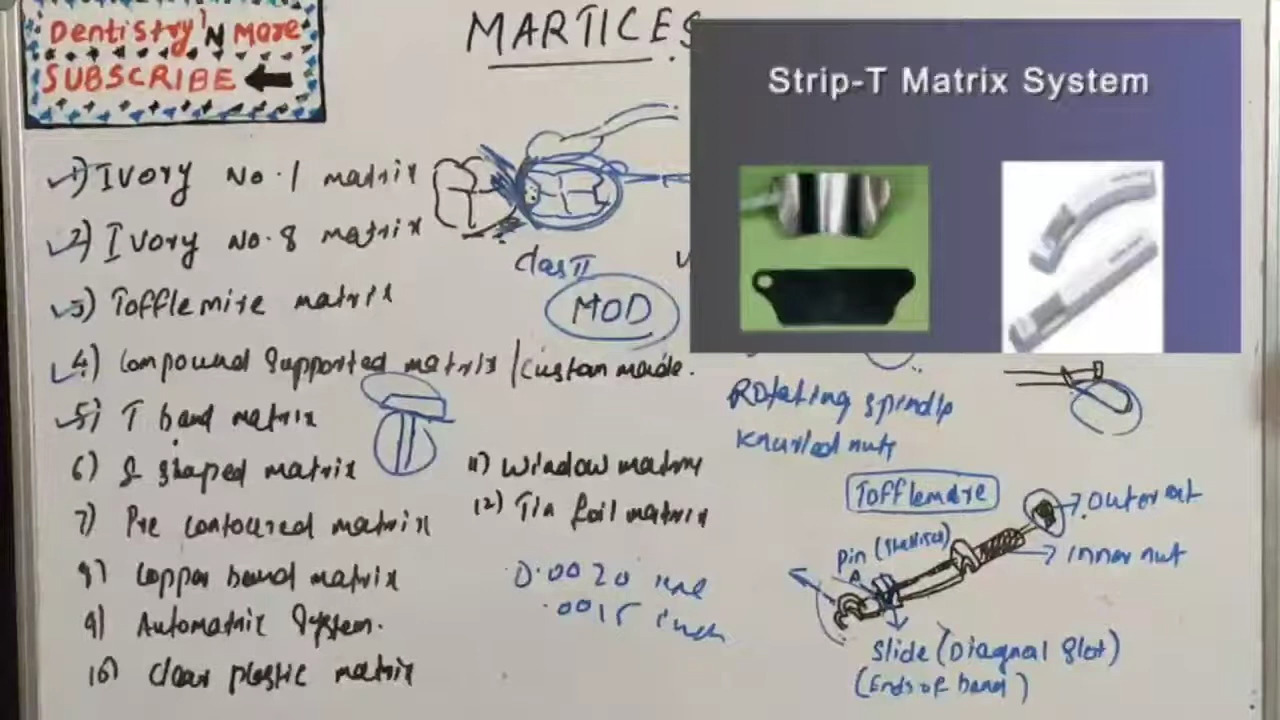 Dentistry 'N More
SUBSCRIBE
MARTICES
Strip-T Matrix System
1) Ivory No.1 matrix
2) Ivory No.8 matrix
3) Tofflemire matrix
4) Compound Supported matrix / Custom made.
5) T band matrix
6) S shaped matrix
7) Pre contoured matrix
8) Copper band matrix
9) Automatrix System.
10) Clear plastic matrix
11) Window matrix
12) Tin foil matrix
0.0020 inch
.0015 inch
Class II
MOD
Rotating spindle
Knurled nuts
Tofflemire
Outer nut
Inner nut
Pin
Slide (Diagnal Slot)
(Ends of band)